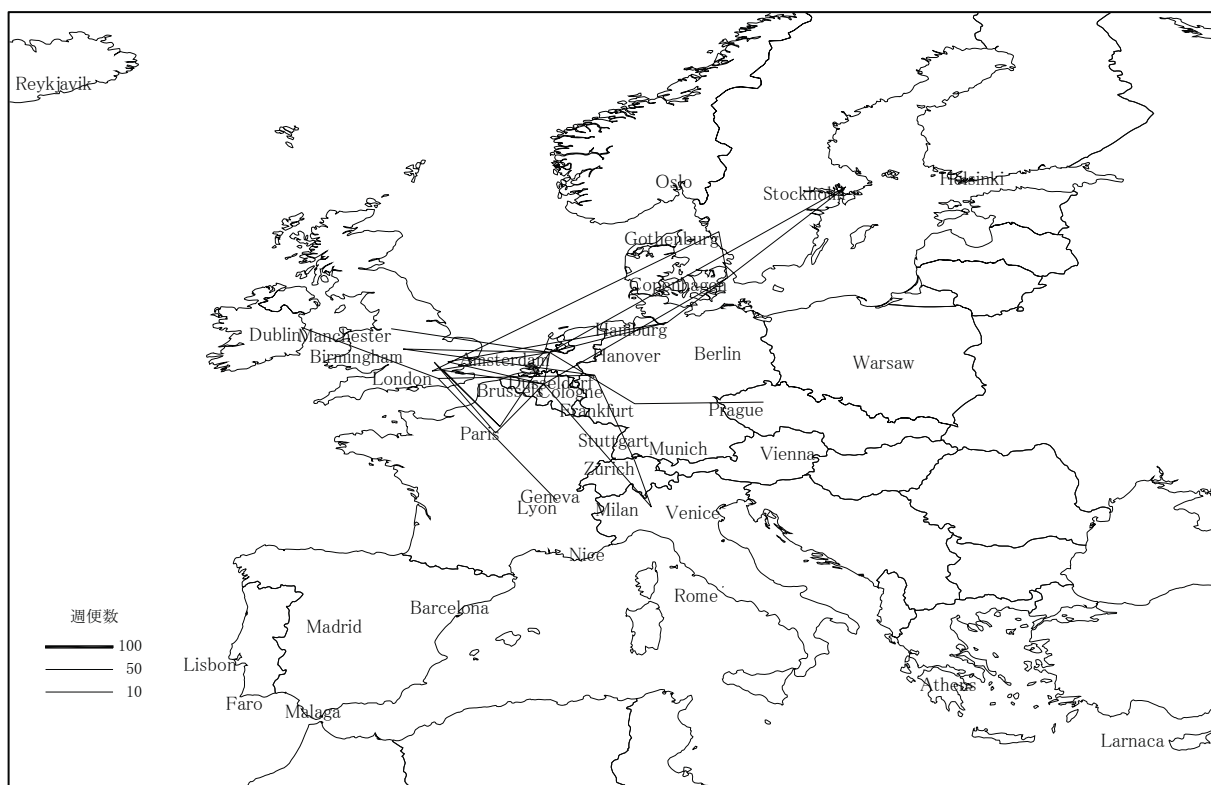 Reykjavik
Oslo
Helsinki
Stockholm
Gothenburg
Copenhagen
Dublin
Manchester
Hamburg
Birmingham
Amsterdam
Hanover
Berlin
Warsaw
London
Brussels
Dusseldorf
Cologne
Frankfurt
Prague
Paris
Stuttgart
Munich
Vienna
Zurich
Geneva
Lyon
Milan
Venice
Nice
Rome
Barcelona
Madrid
Lisbon
Faro
Malaga
Athens
Larnaca
週便数
100
50
10